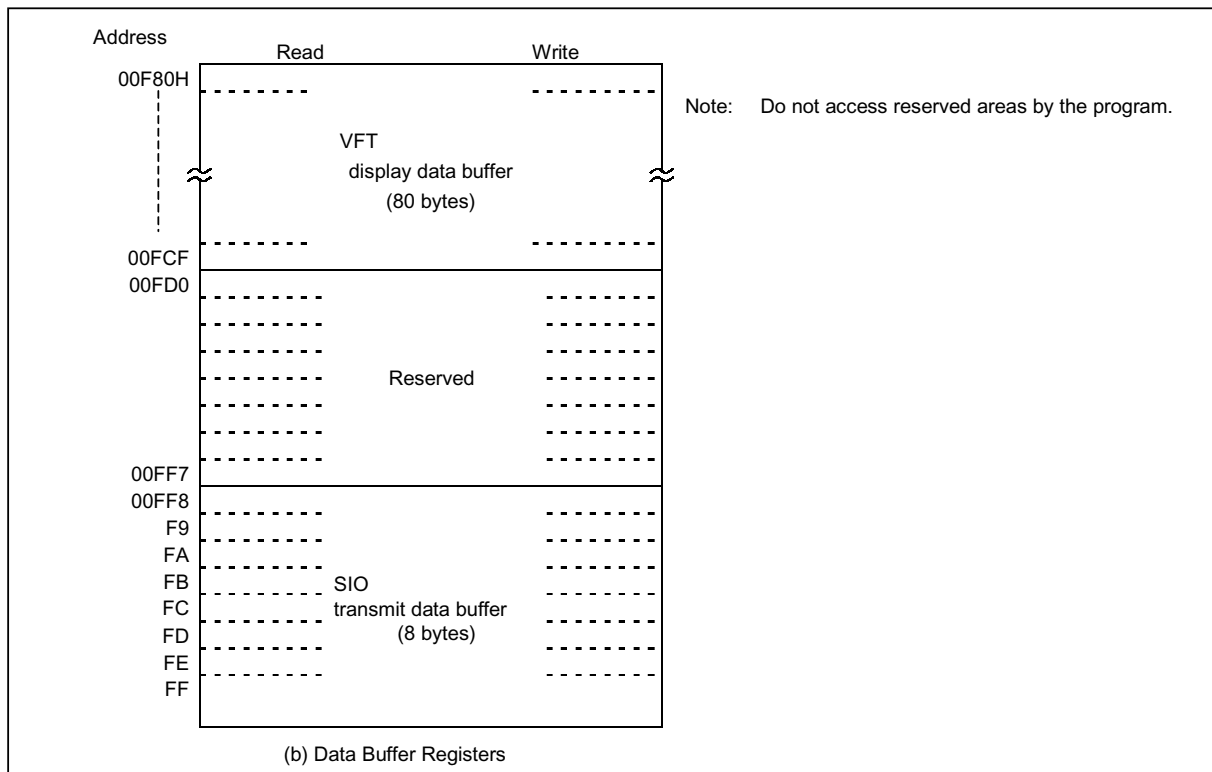 Address
Read Write
00F80H
Note: Do not access reserved areas by the program.
VFT
display data buffer
(80 bytes)
00FCF
00FD0
Reserved
00FF7
00FF8
F9
FA
FB
SIO
FC
transmit data buffer
(8 bytes)
FD
FE
FF
(b) Data Buffer Registers